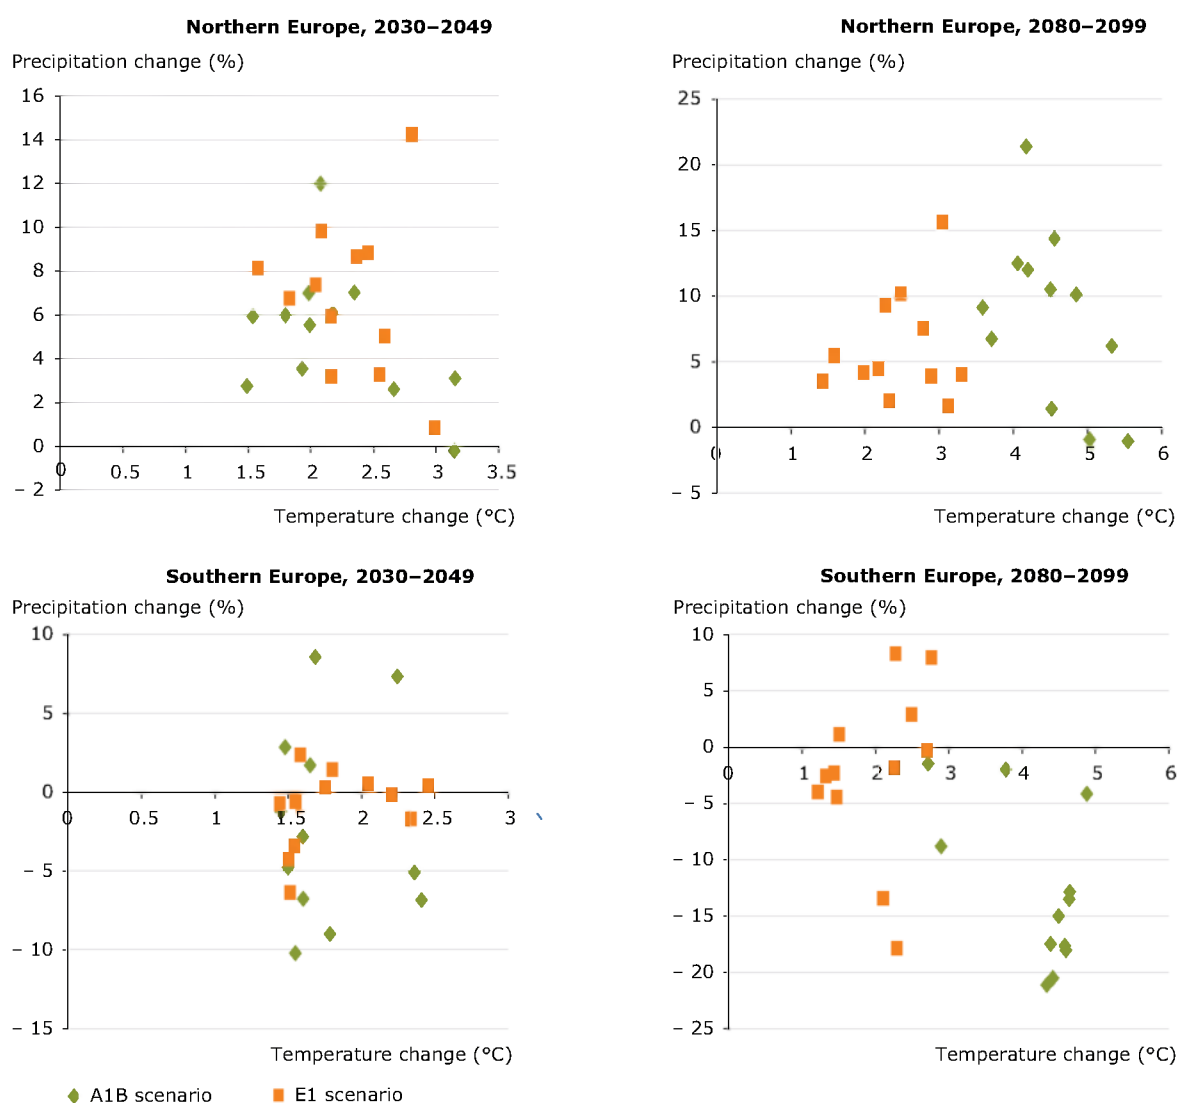 Northern Europe, 2030–2049
Precipitation change (%)
16
14
12
10
8
6
4
2
0
– 2
0 0.5 1 1.5 2 2.5 3 3.5
Temperature change (°C)
Northern Europe, 2080–2099
Precipitation change (%)
25
20
15
10
5
0
– 5
0 1 2 3 4 5 6
Temperature change (°C)
Southern Europe, 2030–2049
Precipitation change (%)
10
5
0
– 5
– 10
– 15
0 0.5 1 1.5 2 2.5 3
Temperature change (°C)
Southern Europe, 2080–2099
Precipitation change (%)
10
5
0
– 5
– 10
– 15
– 20
– 25
0 1 2 3 4 5 6
Temperature change (°C)
A1B scenario E1 scenario